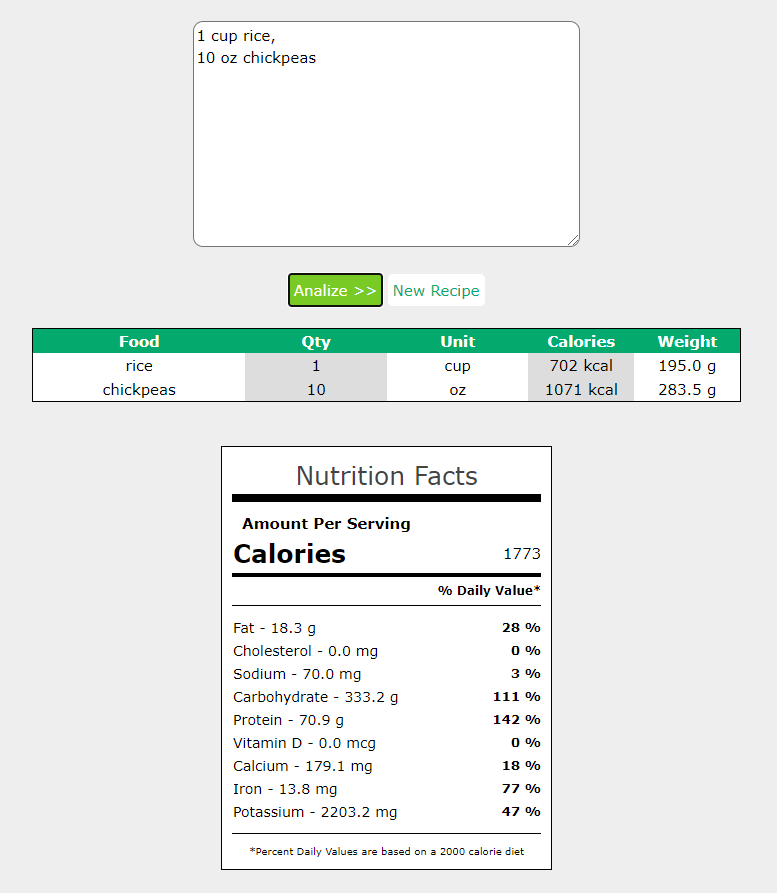 1 cup rice,
10 oz chickpeas
Analize >> New Recipe
Food Qty Unit Calories Weight
rice 1 cup 702 kcal 195.0 g
chickpeas 10 oz 1071 kcal 283.5 g
Nutrition Facts
Amount Per Serving
Calories 1773
% Daily Value*
Fat - 18.3 g 28 %
Cholesterol - 0.0 mg 0 %
Sodium - 70.0 mg 3 %
Carbohydrate - 333.2 g 111 %
Protein - 70.9 g 142 %
Vitamin D - 0.0 mcg 0 %
Calcium - 179.1 mg 18 %
Iron - 13.8 mg 77 %
Potassium - 2203.2 mg 47 %
*Percent Daily Values are based on a 2000 calorie diet